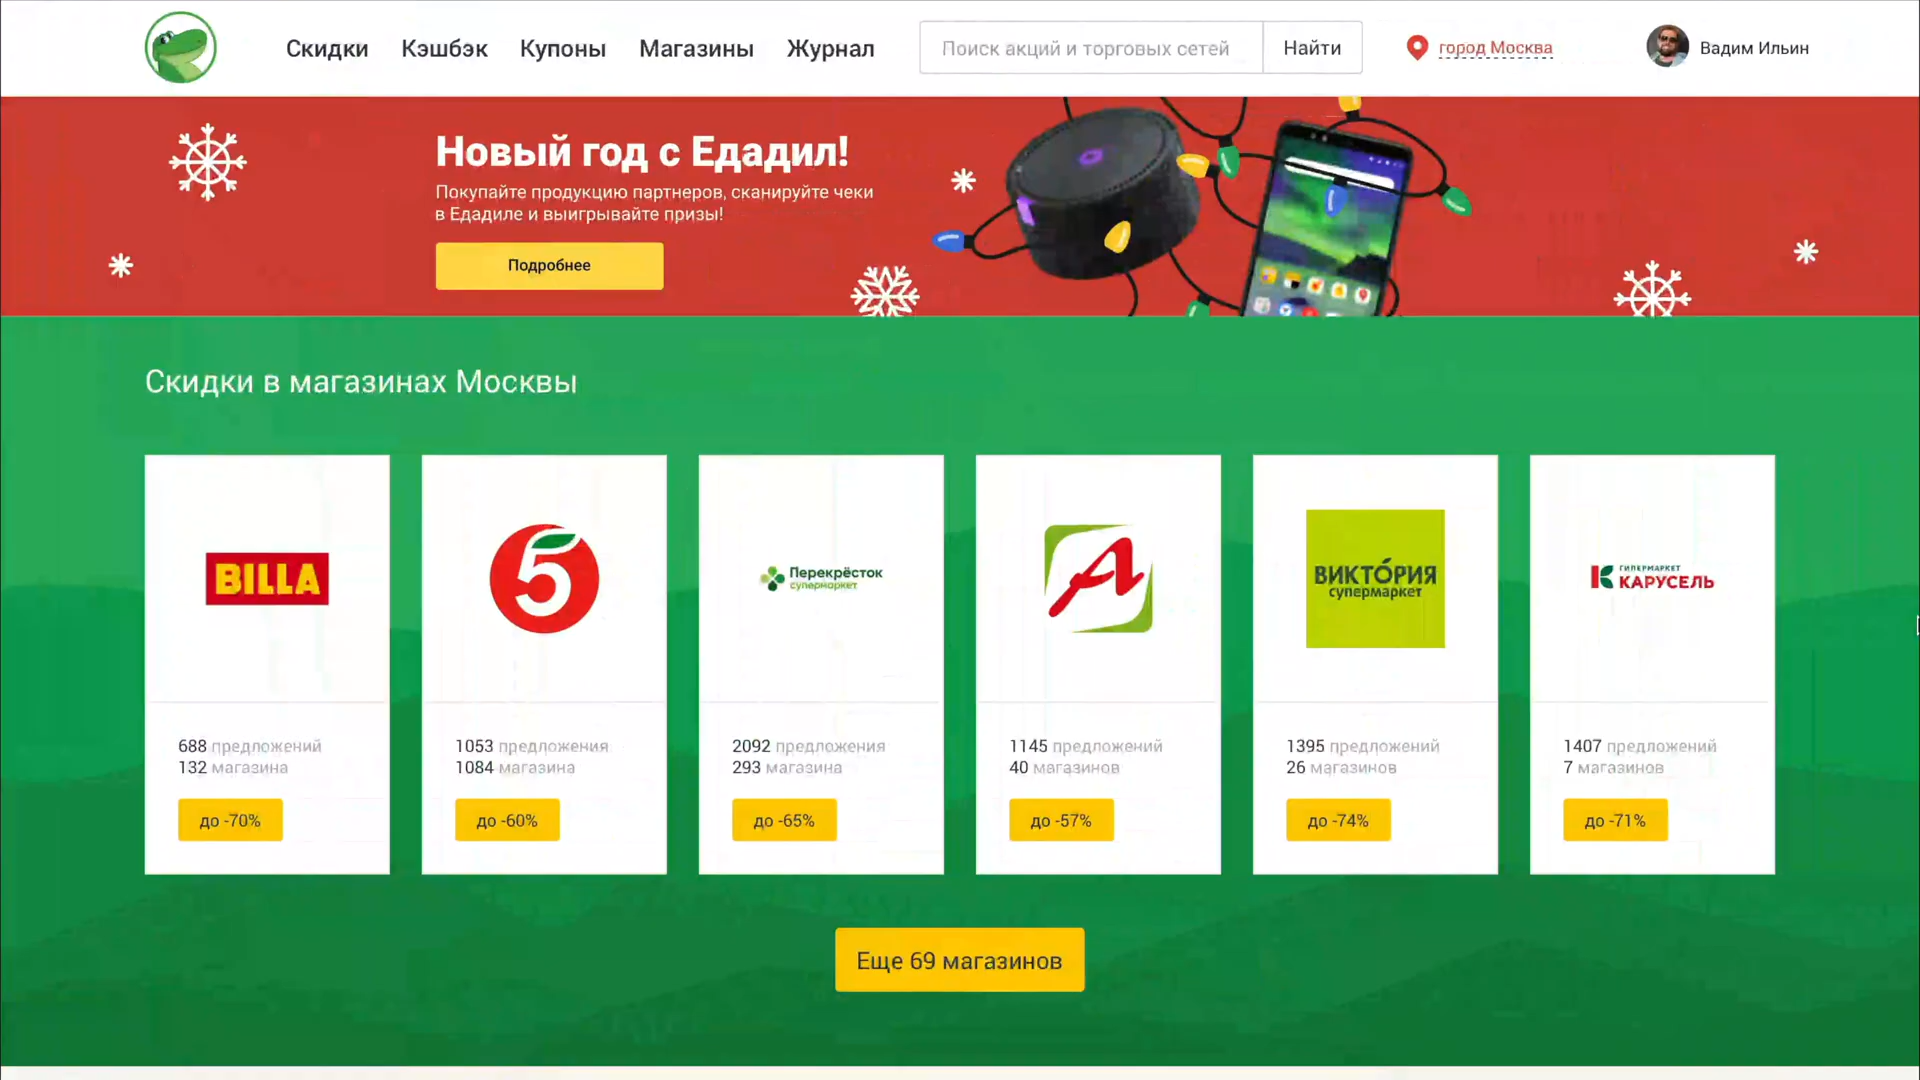 Скидки Кэшбэк Купоны Магазины Журнал Поиск акций и торговых сетей Найти город Москва Вадим Ильин
Новый год с Едадил!
Покупайте продукцию партнеров, сканируйте чеки
в Едадиле и выигрывайте призы!
Подробнее
Скидки в магазинах Москвы
BILLA
688 предложений
132 магазина
до -70%
5
1053 предложения
1084 магазина
до -60%
Перекрёсток
супермаркет
2092 предложения
293 магазина
до -65%
А
1145 предложений
40 магазинов
до -57%
ВИКТОРИЯ
супермаркет
1395 предложений
26 магазинов
до -74%
ГИПЕРМАРКЕТ
КАРУСЕЛЬ
1407 предложений
7 магазинов
до -71%
Еще 69 магазинов